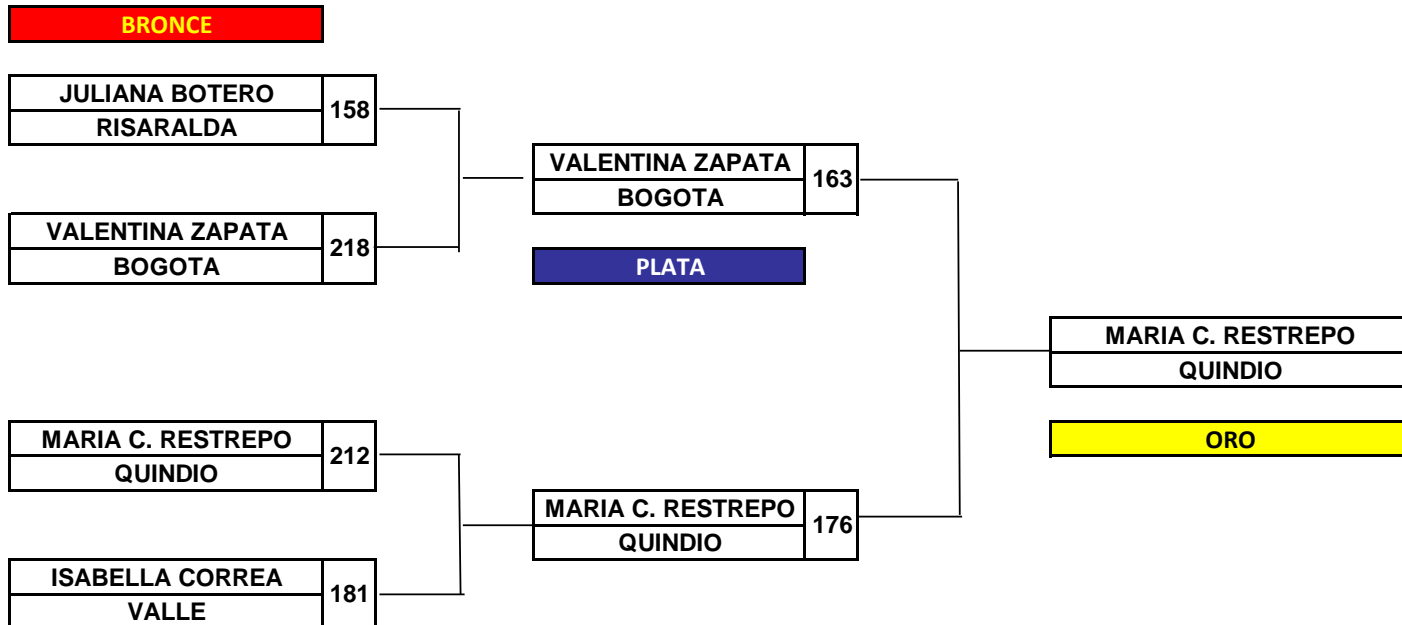 BRONCE
JULIANA BOTERO
158
RISARALDA
VALENTINA ZAPATA
163
BOGOTA
VALENTINA ZAPATA
218
BOGOTA
PLATA
MARIA C. RESTREPO
QUINDIO
MARIA C. RESTREPO
212
QUINDIO
ORO
MARIA C. RESTREPO
176
QUINDIO
ISABELLA CORREA
181
VALLE